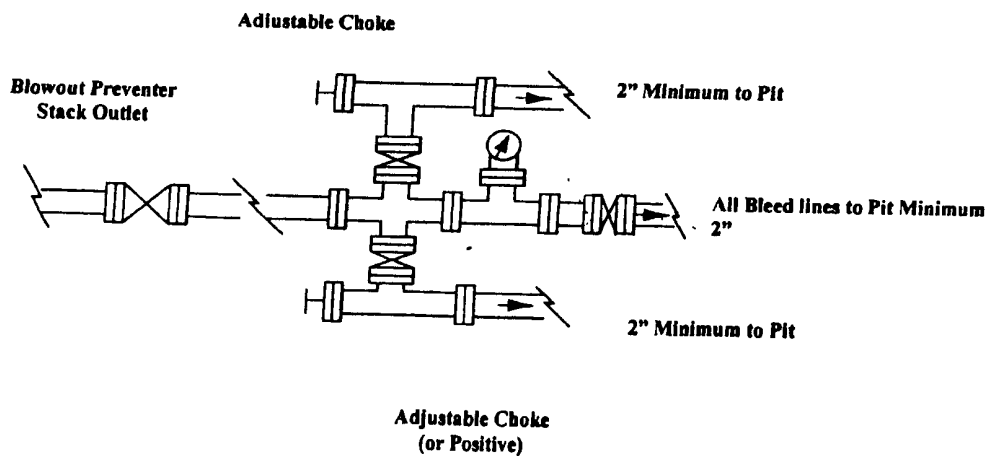 Adjustable Choke
Blowout Preventer
Stack Outlet
2" Minimum to Pit
All Bleed lines to Pit Minimum
2"
2" Minimum to Pit
Adjustable Choke
(or Positive)